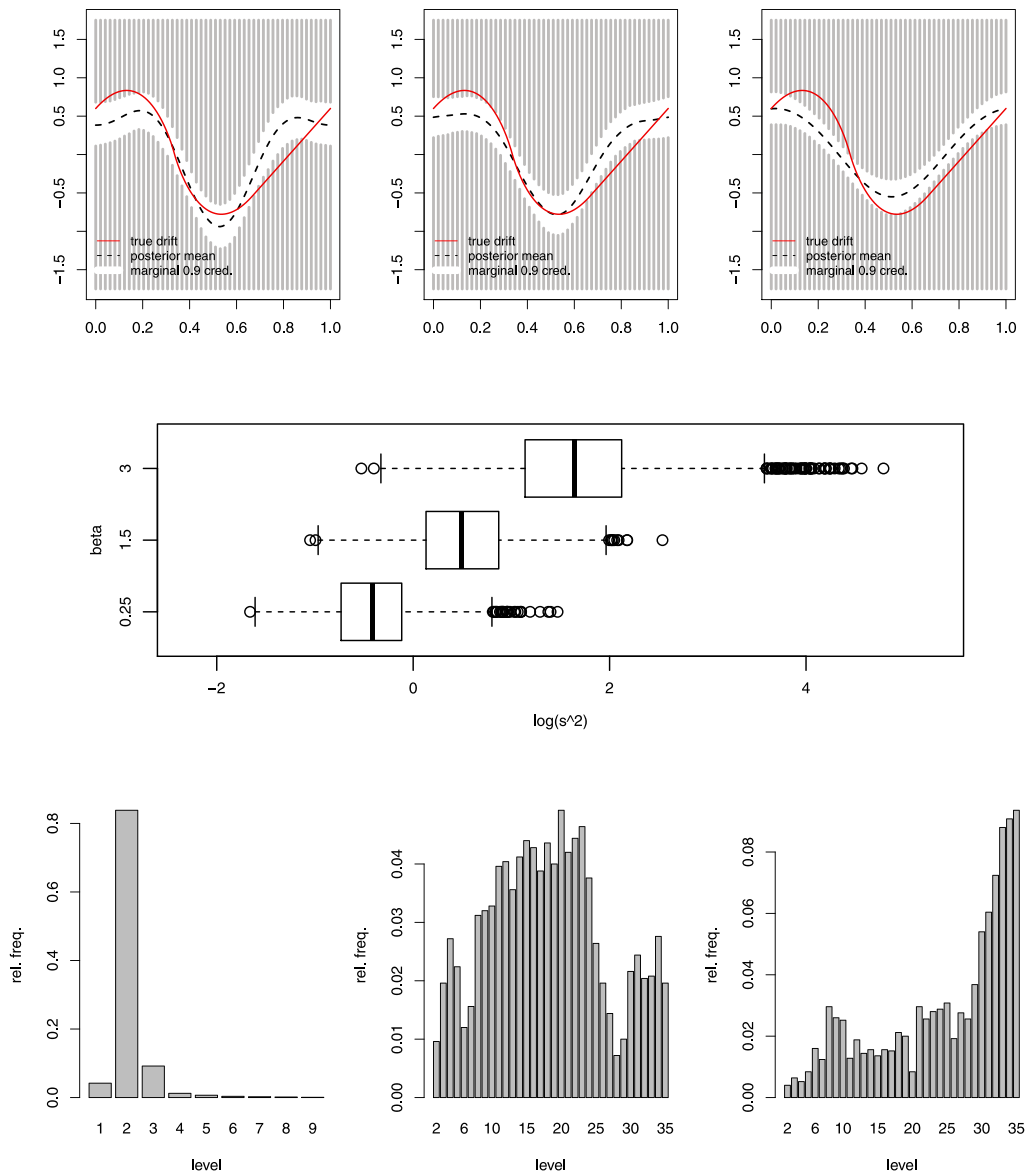 1.5
1.0
0.5
−0.5
−1.5
true drift
posterior mean
marginal 0.9 cred.
0.0 0.2 0.4 0.6 0.8 1.0
1.5
1.0
0.5
−0.5
−1.5
true drift
posterior mean
marginal 0.9 cred.
0.0 0.2 0.4 0.6 0.8 1.0
1.5
1.0
0.5
−0.5
−1.5
true drift
posterior mean
marginal 0.9 cred.
0.0 0.2 0.4 0.6 0.8 1.0
beta
3
1.5
0.25
−2 0 2 4
log(s^2)
rel. freq.
0.8
0.6
0.4
0.2
0.0
1 2 3 4 5 6 7 8 9
level
rel. freq.
0.04
0.03
0.02
0.01
0.00
2 6 10 15 20 25 30 35
level
rel. freq.
0.08
0.06
0.04
0.02
0.00
2 6 10 15 20 25 30 35
level